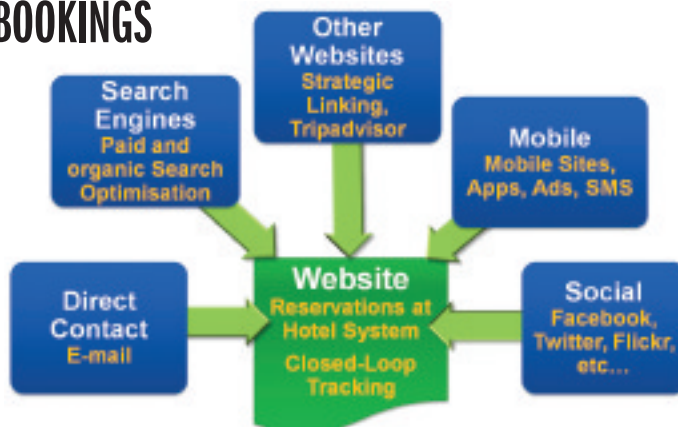 BOOKINGS
Other
Websites
Strategic
Linking,
Tripadvisor
Search
Engines
Paid and
organic Search
Optimisation
Mobile
Mobile Sites,
Apps, Ads, SMS
Direct
Contact
E-mail
Website
Reservations at
Hotel System
Closed-Loop
Tracking
Social
Facebook,
Twitter, Flickr,
etc...